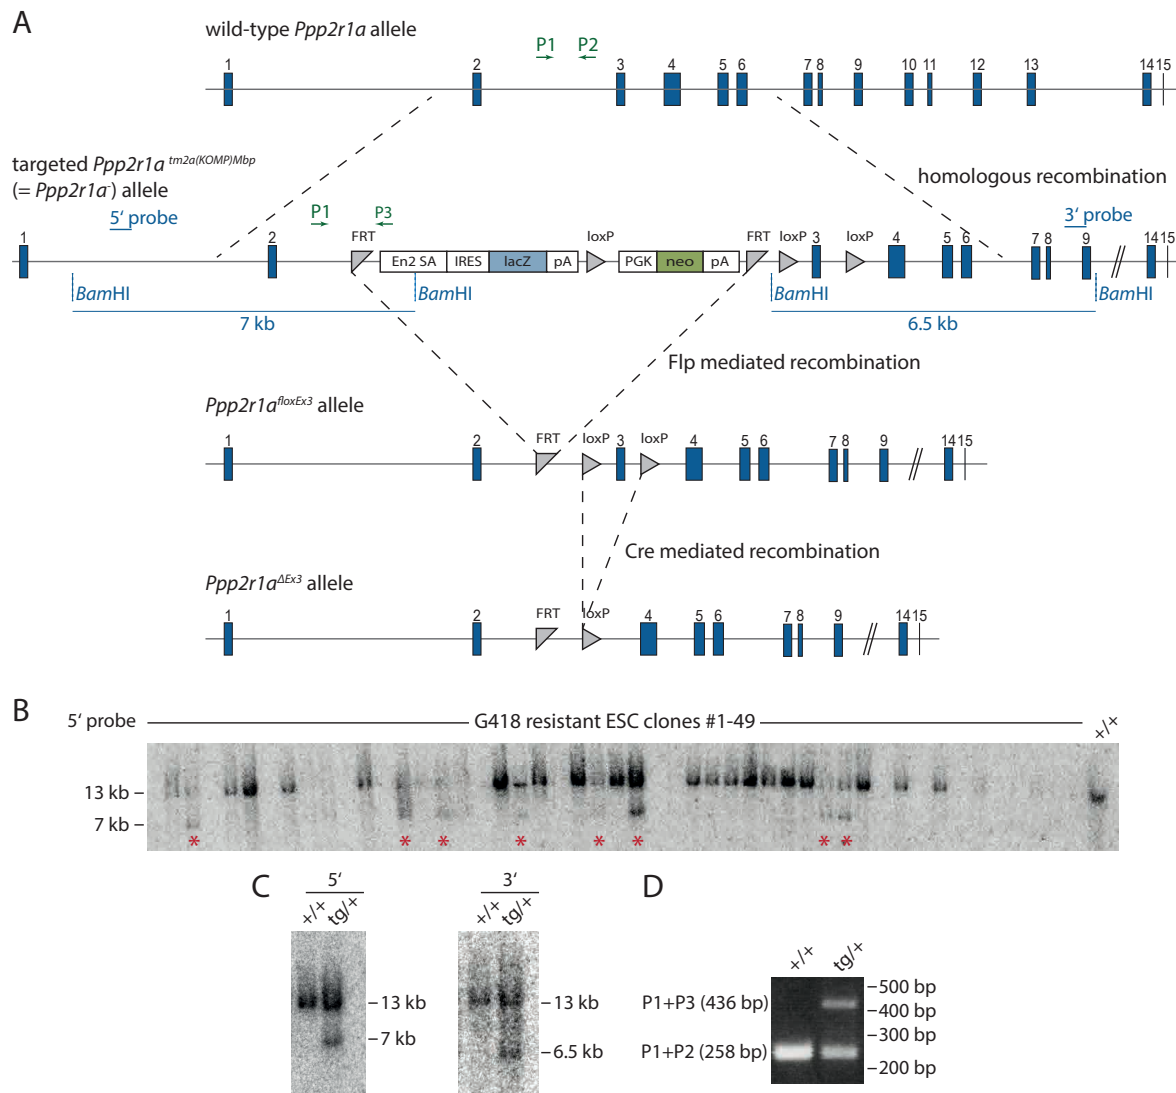 A
wild-type Ppp2r1a allele
P1 P2
1 2 3 4 5 6 7 8 9 10 11 12 13 14 15
targeted Ppp2r1a tm2a(KOMP)Mbp
(= Ppp2r1a-) allele
homologous recombination
5‘ probe P1 P3 3‘ probe
1 2 FRT loxP FRT loxP 3 loxP 4 5 6 7 8 9 14 15
En2 SA IRES lacZ pA PGK neo pA
BamHI BamHI BamHI BamHI
7 kb 6.5 kb
Flp mediated recombination
Ppp2r1a floxEx3 allele
1 2 FRT loxP 3 loxP 4 5 6 7 8 9 14 15
Cre mediated recombination
Ppp2r1a ΔEx3 allele
1 2 FRT loxP 4 5 6 7 8 9 14 15
B
5‘ probe G418 resistant ESC clones #1-49 +/+
13 kb
7 kb
* * * * * * * *
C
5‘ 3‘
+/+ tg/+ +/+ tg/+
13 kb 13 kb
7 kb 6.5 kb
D
+/+ tg/+
500 bp
P1+P3 (436 bp) 400 bp
300 bp
P1+P2 (258 bp) 200 bp